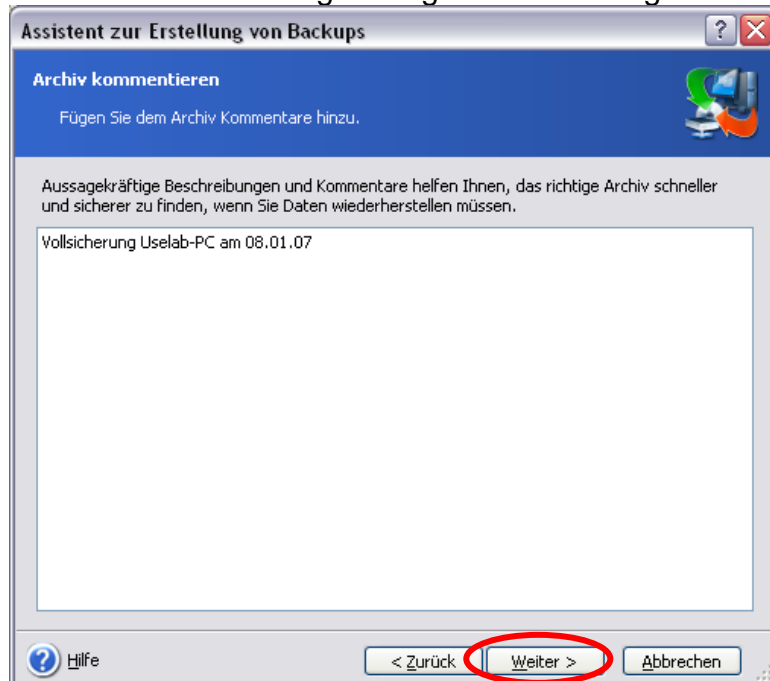 Assistent zur Erstellung von Backups
Archiv kommentieren
Fügen Sie dem Archiv Kommentare hinzu.
Aussagekräftige Beschreibungen und Kommentare helfen Ihnen, das richtige Archiv schneller
und sicherer zu finden, wenn Sie Daten wiederherstellen müssen.
Vollsicherung Uselab-PC am 08.01.07
Hilfe
< Zurück
Weiter >
Abbrechen